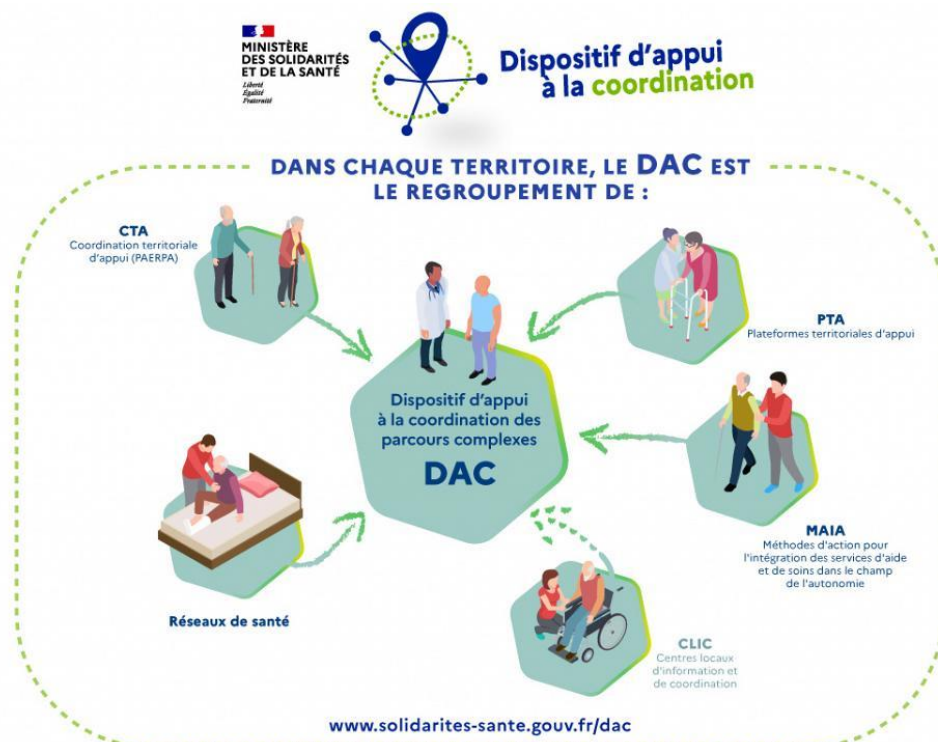 MINISTÈRE
DES SOLIDARITÉS
ET DE LA SANTÉ
Liberté
Égalité
Fraternité
Dispositif d'appui
à la coordination
DANS CHAQUE TERRITOIRE, LE DAC EST
LE REGROUPEMENT DE :
CTA
Coordination territoriale
d'appui (PAERPA)
PTA
Plateformes territoriales d'appui
Dispositif d'appui
à la coordination des
parcours complexes
DAC
MAIA
Méthodes d'action pour
l'intégration des services d'aide
et de soins dans le champ
de l'autonomie
Réseaux de santé
CLIC
Centres locaux
d'information et
de coordination
www.solidarites-sante.gouv.fr/dac